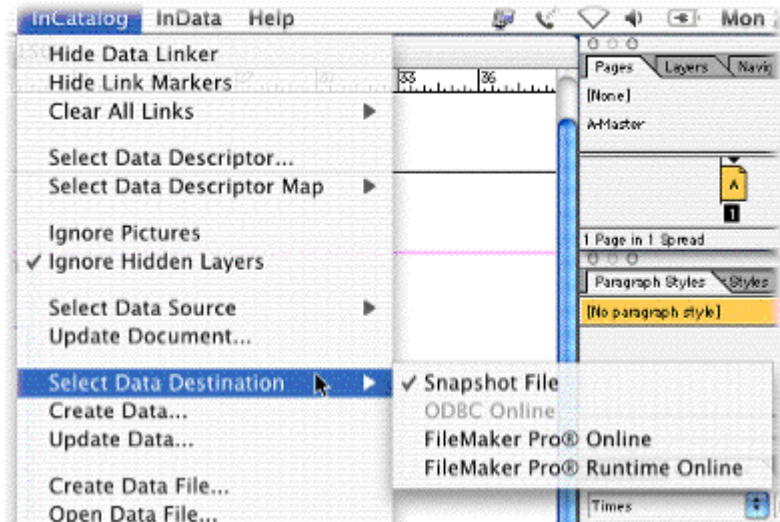 InCatalog InData Help Mon
Hide Data Linker
Hide Link Markers
Clear All Links
Select Data Descriptor...
Select Data Descriptor Map
Ignore Pictures
✓ Ignore Hidden Layers
Select Data Source
Update Document...
Select Data Destination
Create Data...
Update Data...
Create Data File...
Open Data File...
✓ Snapshot File
ODBC Online
FileMaker Pro® Online
FileMaker Pro® Runtime Online
33 36
Pages Layers Navig
[None]
A-Master
A
1
1 Page in 1 Spread
Paragraph Styles Styles
[No paragraph style]
Times